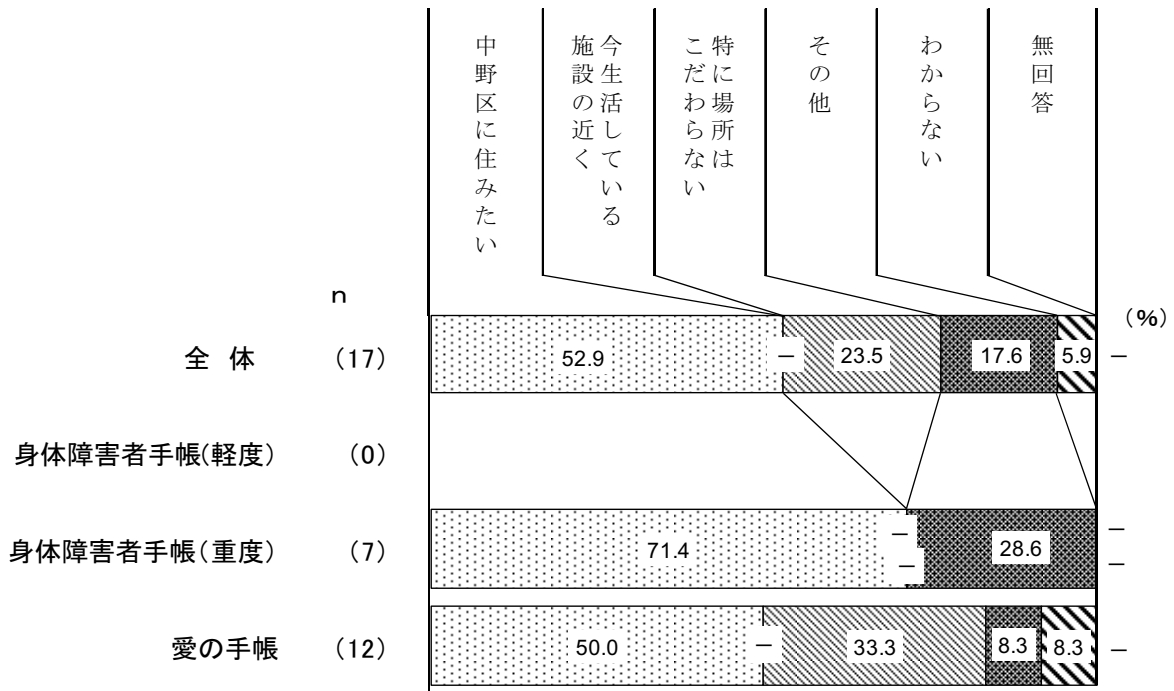 中野区に住みたい
今生活している
施設の近く
特に場所は
こだわらない
その他
わからない
無回答
n
(%)
全 体 (17) 52.9 － 23.5 17.6 5.9 －
身体障害者手帳(軽度) (0)
身体障害者手帳(重度) (7) 71.4 － － 28.6 － －
愛の手帳 (12) 50.0 － 33.3 8.3 8.3 －